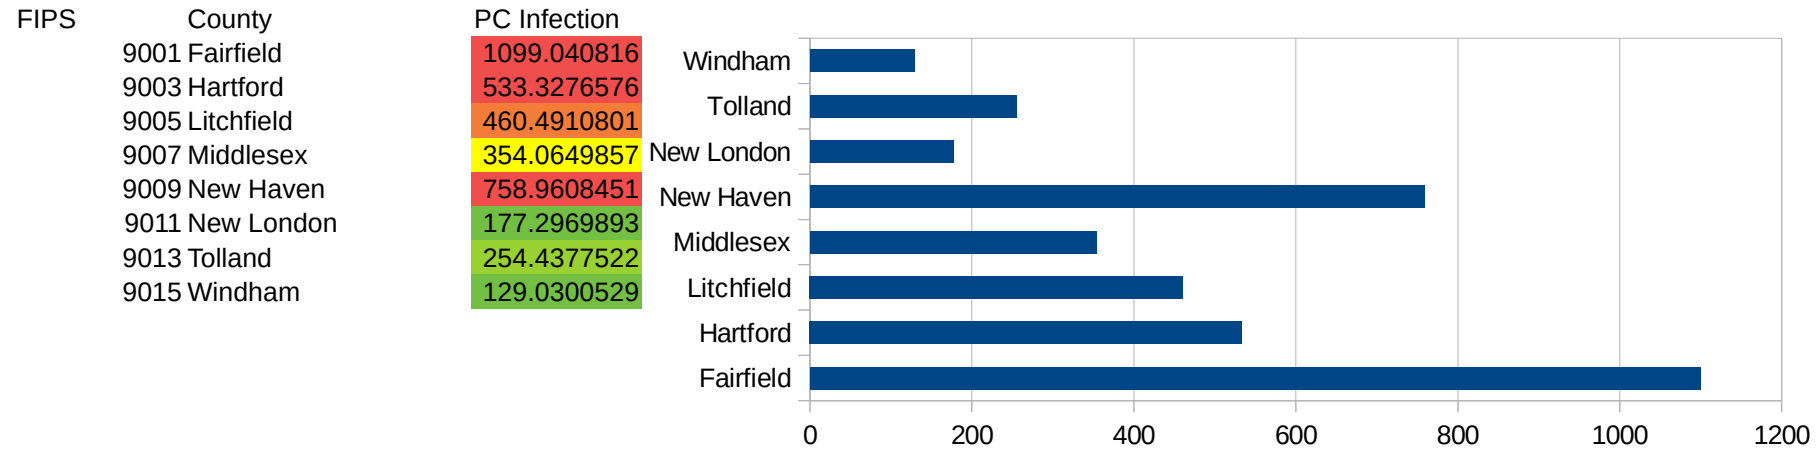 FIPS County PC Infection
9001 Fairfield 1099.040816
9003 Hartford 533.3276576
9005 Litchfield 460.4910801
9007 Middlesex 354.0649857
9009 New Haven 758.9608451
9011 New London 177.2969893
9013 Tolland 254.4377522
9015 Windham 129.0300529
Windham
Tolland
New London
New Haven
Middlesex
Litchfield
Hartford
Fairfield
0 200 400 600 800 1000 1200